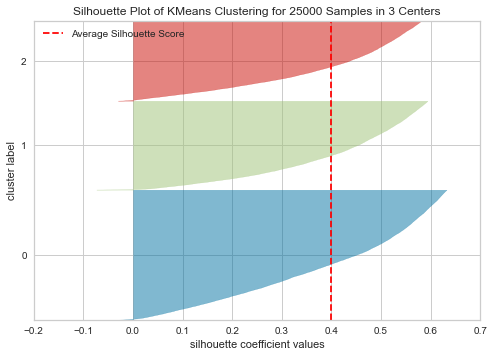 Silhouette Plot of KMeans Clustering for 25000 Samples in 3 Centers
Average Silhouette Score
2
1
0
cluster label
−0.2 −0.1 0.0 0.1 0.2 0.3 0.4 0.5 0.6 0.7
silhouette coefficient values